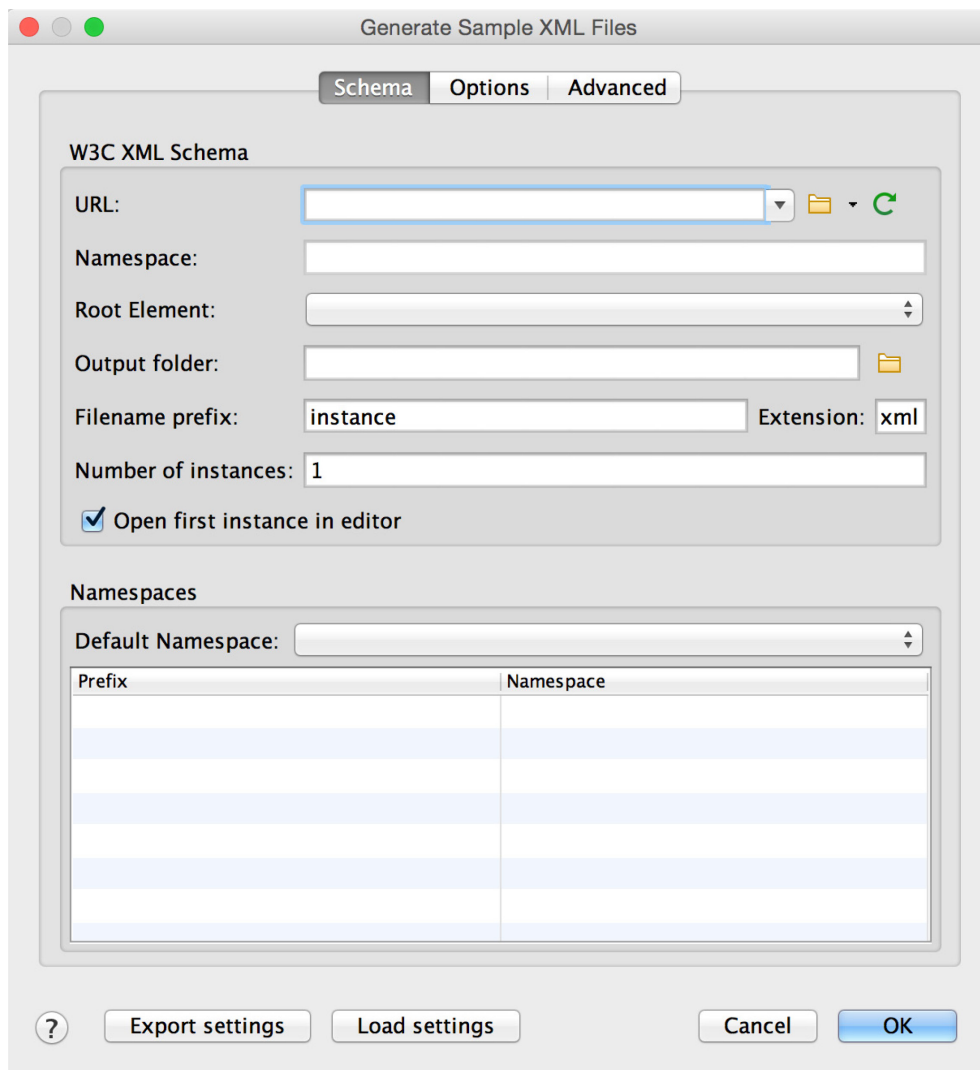 Generate Sample XML Files
Schema Options Advanced
W3C XML Schema
URL:
Namespace:
Root Element:
Output folder:
Filename prefix: instance Extension: xml
Number of instances: 1
Open first instance in editor
Namespaces
Default Namespace:
Prefix Namespace
? Export settings Load settings Cancel OK